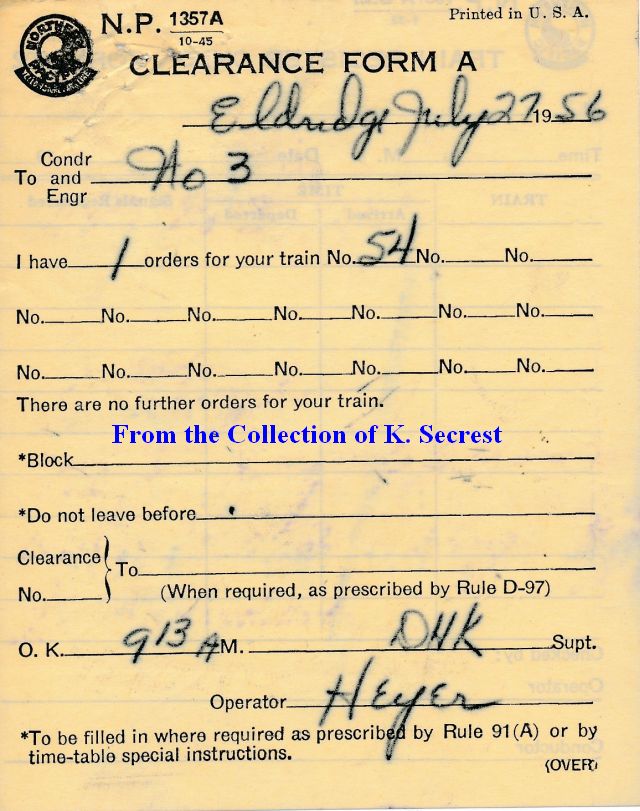 NORTHERN PACIFIC
N.P. 1357A
10-45
Printed in U. S. A.
CLEARANCE FORM A
Eldridge July 27 1956
To Condr and Engr No 3
I have 1 orders for your train No. 54 No. No.
No. No. No. No. No. No. No.
No. No. No. No. No. No. No.
There are no further orders for your train.
From the Collection of K. Secrest
*Block
*Do not leave before
Clearance No. } To
(When required, as prescribed by Rule D-97)
O. K. 913 A M. DHK Supt.
Operator Heyer
*To be filled in where required as prescribed by Rule 91(A) or by
time-table special instructions.
(OVER)